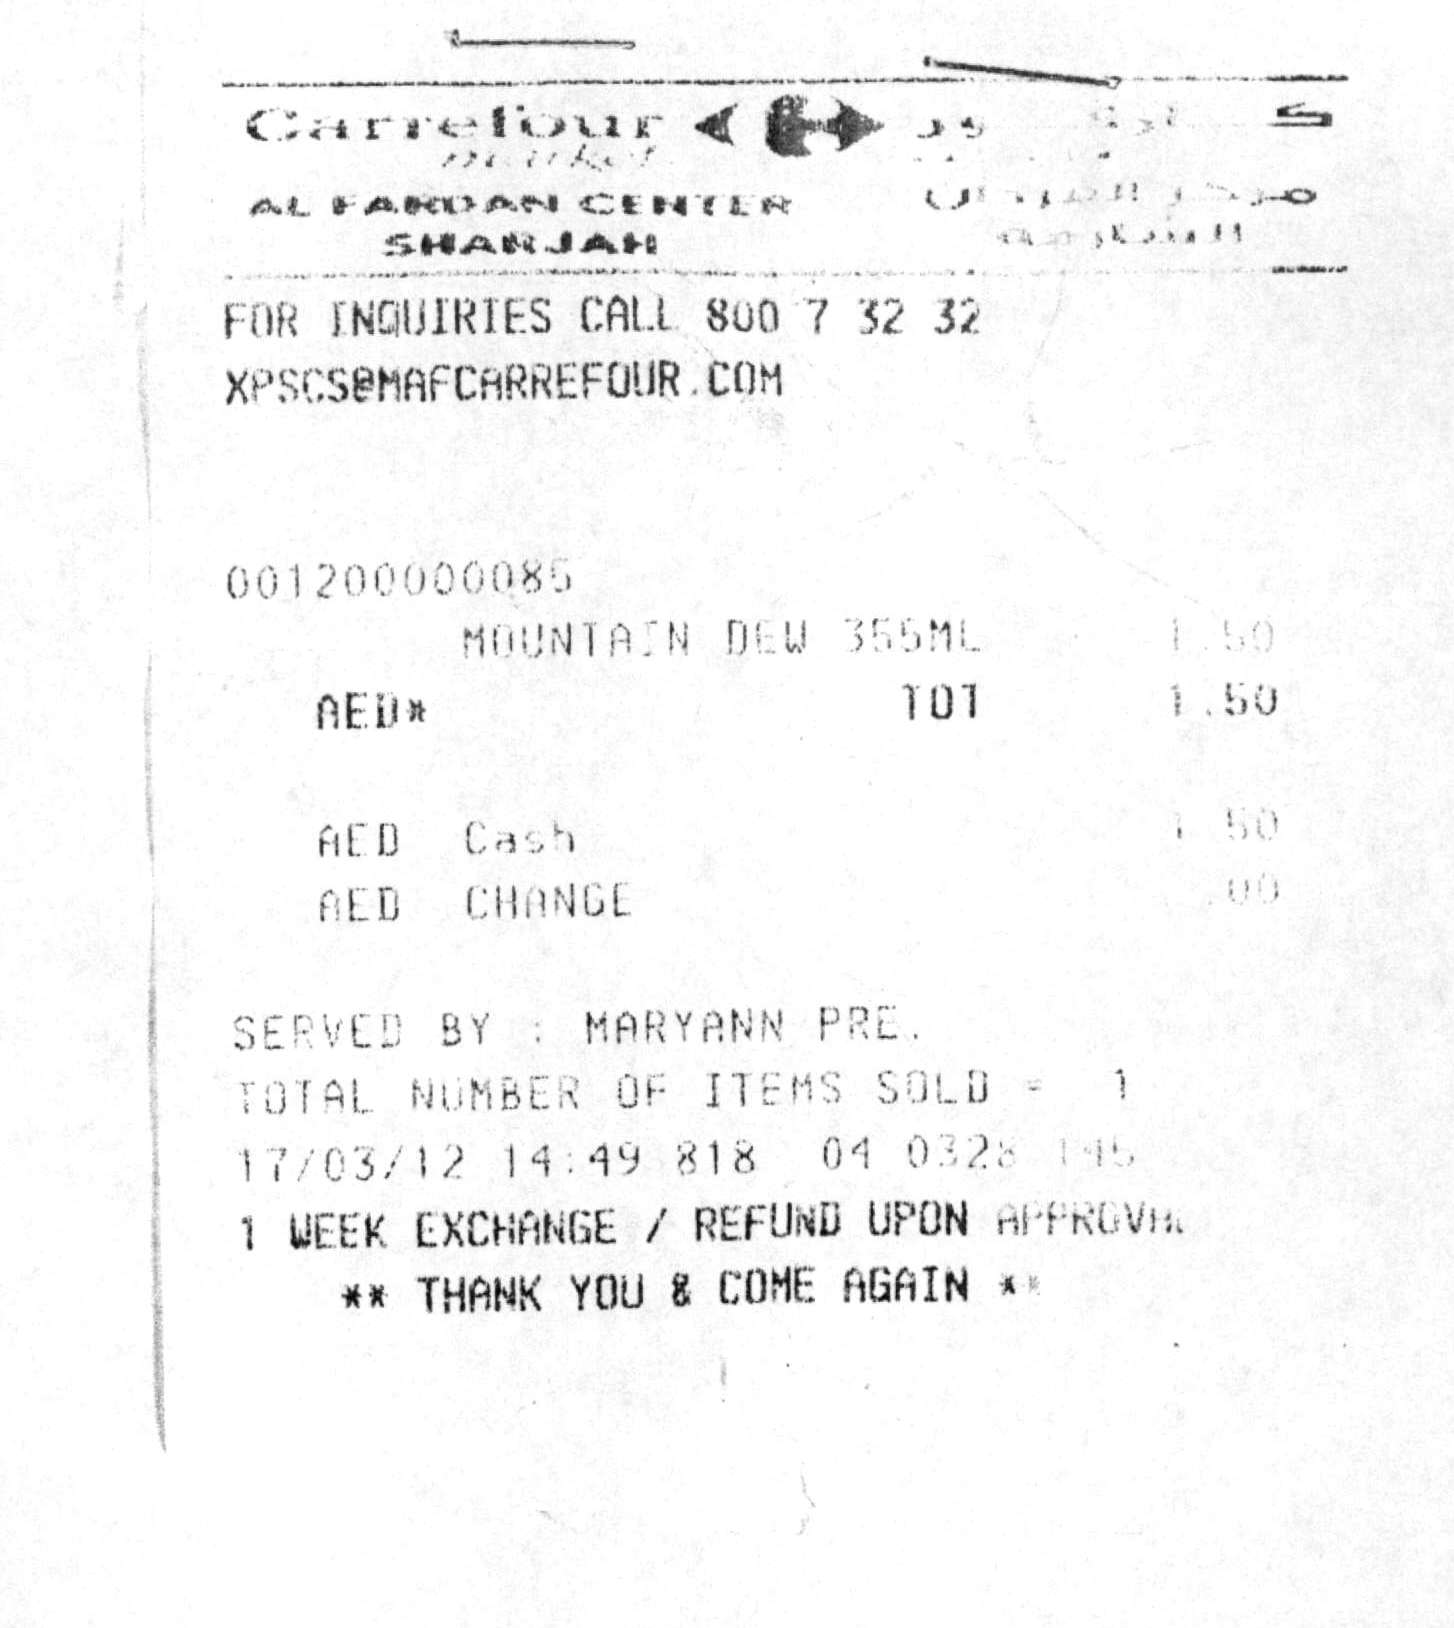 Carrefour
market
AL FARDAN CENTER
SHARJAH
FOR INQUIRIES CALL 800 7 32 32
XPSCS@MAFCARREFOUR.COM
001200000085
MOUNTAIN DEW 355ML 1.50
AED* TOT 1.50
AED Cash 1.50
AED CHANGE .00
SERVED BY : MARYANN PRE.
TOTAL NUMBER OF ITEMS SOLD = 1
17/03/12 14:49 818 04 0328 145
1 WEEK EXCHANGE / REFUND UPON APPROVAL
** THANK YOU & COME AGAIN **